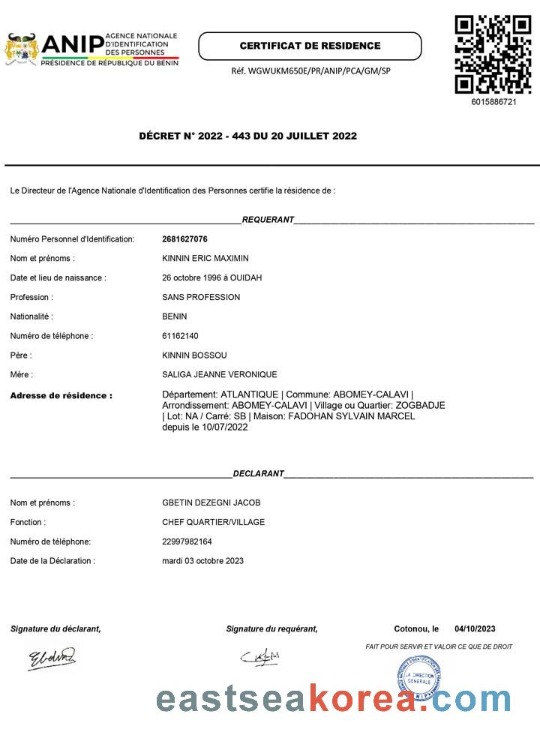 ANIP
AGENCE NATIONALE
D'IDENTIFICATION
DES PERSONNES
PRÉSIDENCE DE RÉPUBLIQUE DU BÉNIN
CERTIFICAT DE RESIDENCE
Réf. WGWUKM650E/PR/ANIP/PCA/GM/SP
6015886721
DÉCRET N° 2022 - 443 DU 20 JUILLET 2022
Le Directeur de l'Agence Nationale d'Identification des Personnes certifie la résidence de :
REQUERANT
Numéro Personnel d'Identification: 2681627076
Nom et prénoms : KINNIN ERIC MAXIMIN
Date et lieu de naissance : 26 octobre 1996 à OUIDAH
Profession : SANS PROFESSION
Nationalité : BENIN
Numéro de téléphone : 61162140
Père : KINNIN BOSSOU
Mére : SALIGA JEANNE VERONIQUE
Adresse de résidence : Département: ATLANTIQUE | Commune: ABOMEY-CALAVI |
Arrondissement: ABOMEY-CALAVI | Village ou Quartier: ZOGBADJE
| Lot: NA / Carré: SB | Maison: FADOHAN SYLVAIN MARCEL
depuis le 10/07/2022
DECLARANT
Nom et prénoms : GBETIN DEZEGNI JACOB
Fonction : CHEF QUARTIER/VILLAGE
Numéro de téléphone: 22997982164
Date de la Déclaration : mardi 03 octobre 2023
Signature du déclarant, Signature du requérant, Cotonou, le 04/10/2023
FAIT POUR SERVIR ET VALOIR CE QUE DE DROIT
LA DIRECTION
GENERALE
eastseakorea.com